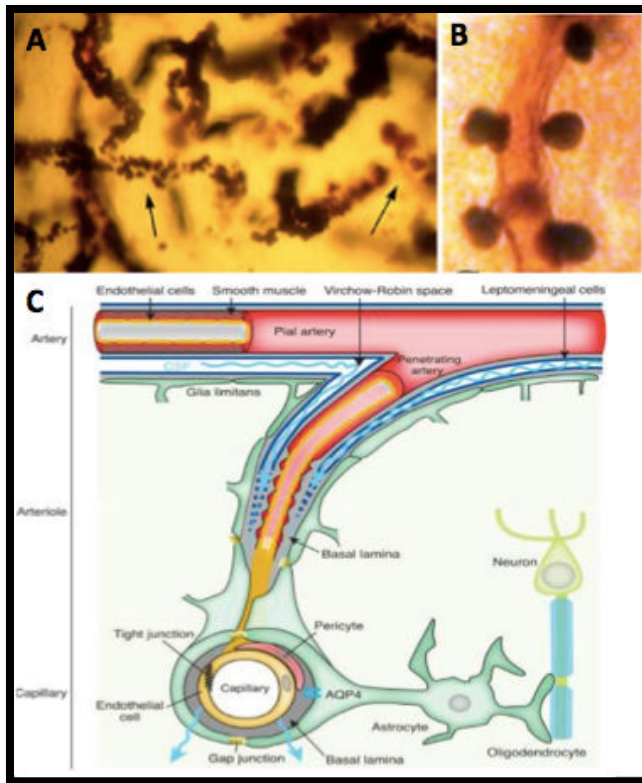 A
B
C
Endothelial cells
Smooth muscle
Virchow-Robin space
Leptomeningeal cells
Artery
Pial artery
CSF
Penetrating
artery
Glia limitans
Arteriole
Basal lamina
Neuron
Tight junction
Pericyte
Capillary
Capillary
AQP4
Endothelial
cell
Astrocyte
Oligodendrocyte
Gap junction
Basal lamina